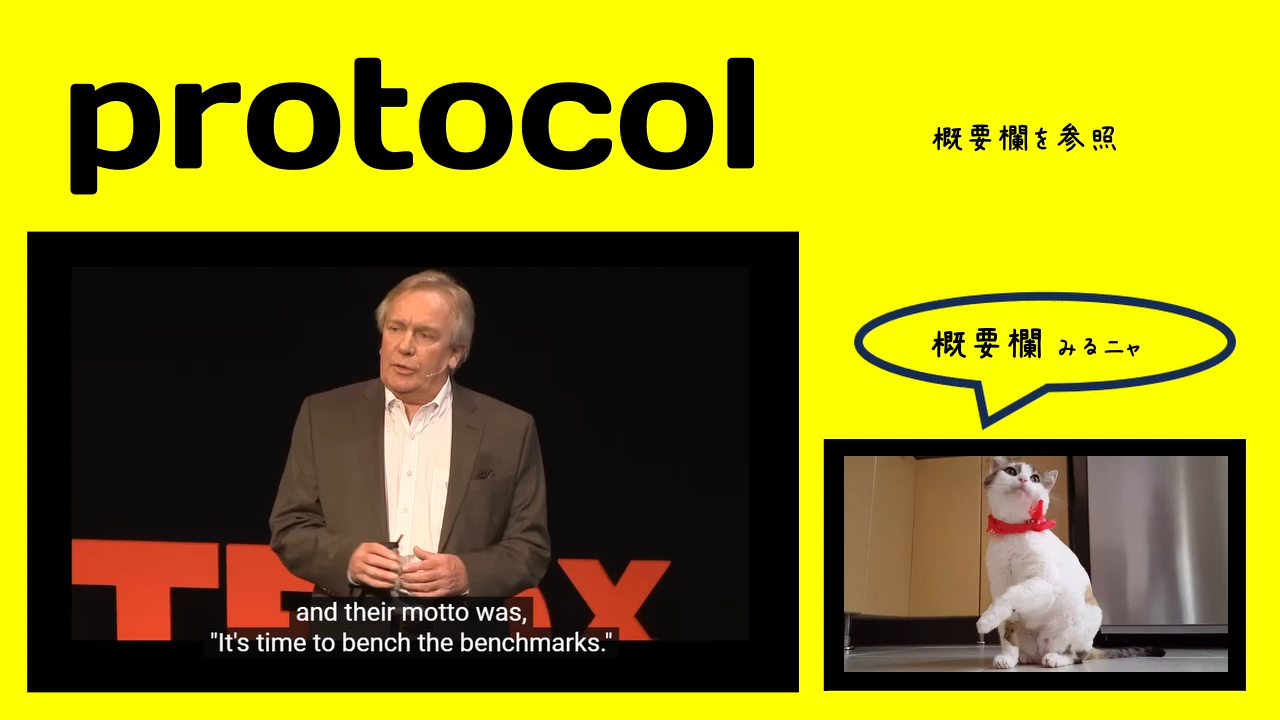 protocol
概要欄を参照
概要欄 みるニャ
TEDx
and their motto was,
"It's time to bench the benchmarks."